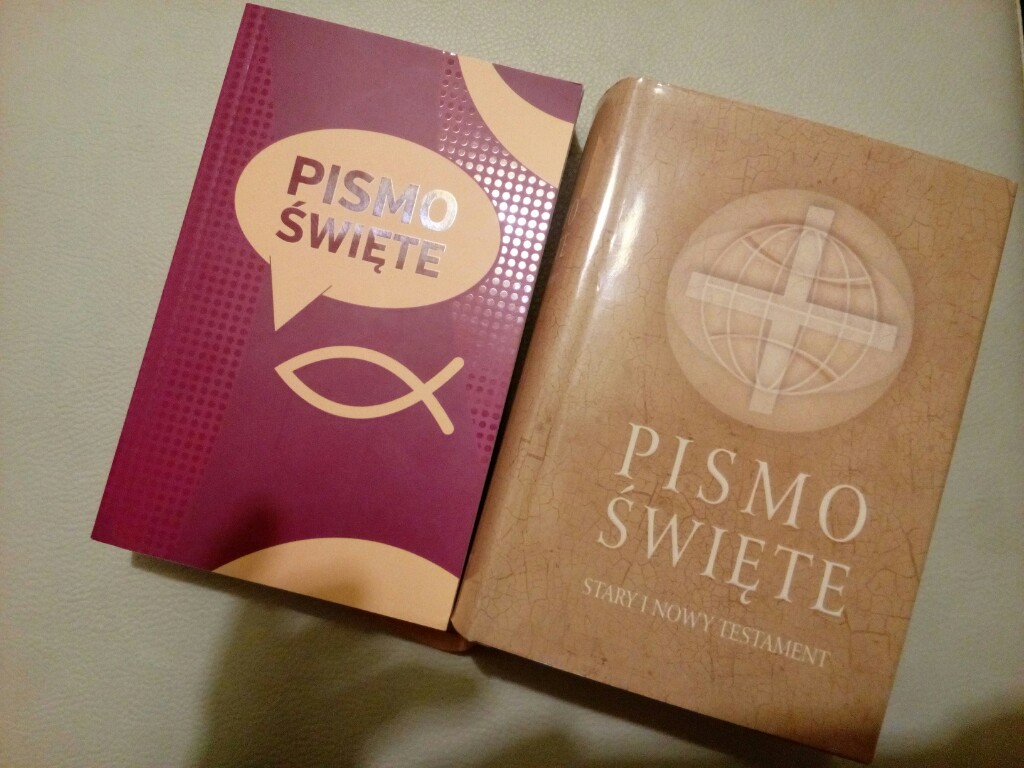 PISMO
ŚWIĘTE
PISMO
ŚWIĘTE
STARY I NOWY TESTAMENT